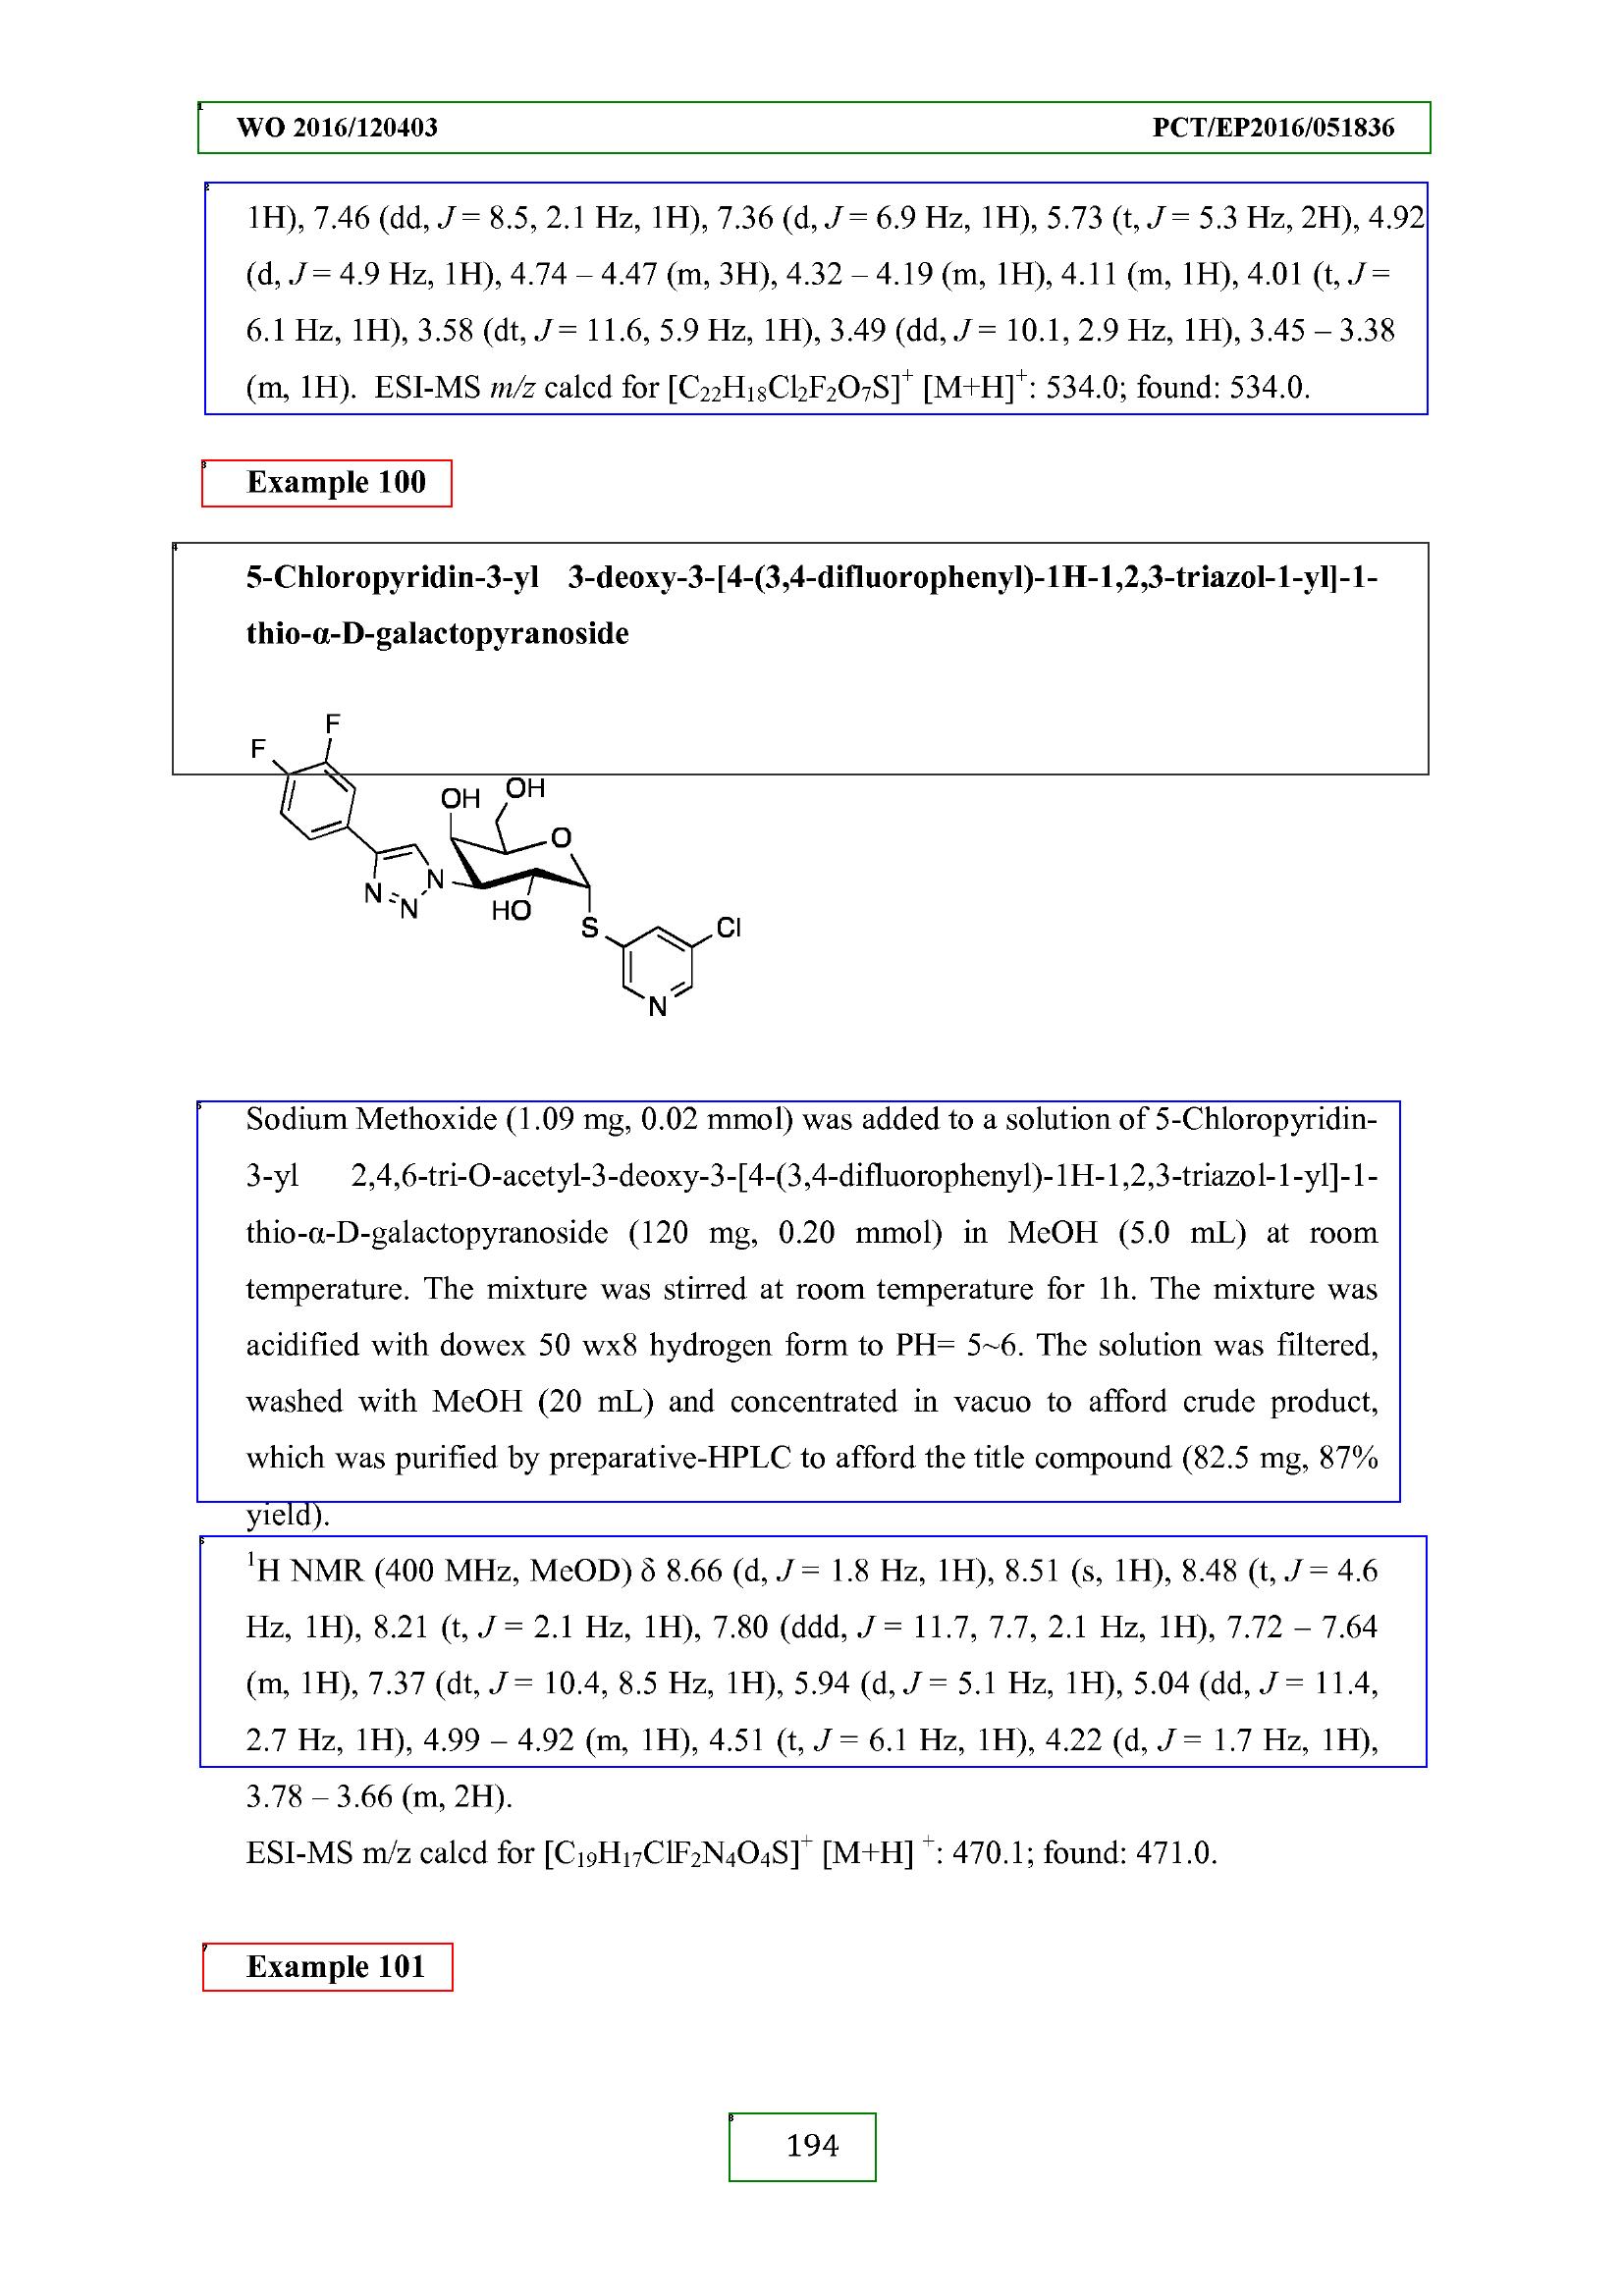 WO 2016/120403 PCT/EP2016/051836
1H), 7.46 (dd, J = 8.5, 2.1 Hz, 1H), 7.36 (d, J = 6.9 Hz, 1H), 5.73 (t, J = 5.3 Hz, 2H), 4.92
(d, J = 4.9 Hz, 1H), 4.74 – 4.47 (m, 3H), 4.32 – 4.19 (m, 1H), 4.11 (m, 1H), 4.01 (t, J =
6.1 Hz, 1H), 3.58 (dt, J = 11.6, 5.9 Hz, 1H), 3.49 (dd, J = 10.1, 2.9 Hz, 1H), 3.45 – 3.38
(m, 1H). ESI-MS m/z calcd for [C₂₂H₁₈Cl₂F₂O₇S]⁺ [M+H]⁺: 534.0; found: 534.0.
Example 100
5-Chloropyridin-3-yl 3-deoxy-3-[4-(3,4-difluorophenyl)-1H-1,2,3-triazol-1-yl]-1-
thio-α-D-galactopyranoside
F
F
OH
OH
O
N
N
N
HO
S
Cl
N
Sodium Methoxide (1.09 mg, 0.02 mmol) was added to a solution of 5-Chloropyridin-
3-yl 2,4,6-tri-O-acetyl-3-deoxy-3-[4-(3,4-difluorophenyl)-1H-1,2,3-triazol-1-yl]-1-
thio-α-D-galactopyranoside (120 mg, 0.20 mmol) in MeOH (5.0 mL) at room
temperature. The mixture was stirred at room temperature for 1h. The mixture was
acidified with dowex 50 wx8 hydrogen form to PH= 5~6. The solution was filtered,
washed with MeOH (20 mL) and concentrated in vacuo to afford crude product,
which was purified by preparative-HPLC to afford the title compound (82.5 mg, 87%
yield).
¹H NMR (400 MHz, MeOD) δ 8.66 (d, J = 1.8 Hz, 1H), 8.51 (s, 1H), 8.48 (t, J = 4.6
Hz, 1H), 8.21 (t, J = 2.1 Hz, 1H), 7.80 (ddd, J = 11.7, 7.7, 2.1 Hz, 1H), 7.72 – 7.64
(m, 1H), 7.37 (dt, J = 10.4, 8.5 Hz, 1H), 5.94 (d, J = 5.1 Hz, 1H), 5.04 (dd, J = 11.4,
2.7 Hz, 1H), 4.99 – 4.92 (m, 1H), 4.51 (t, J = 6.1 Hz, 1H), 4.22 (d, J = 1.7 Hz, 1H),
3.78 – 3.66 (m, 2H).
ESI-MS m/z calcd for [C₁₉H₁₇ClF₂N₄O₄S]⁺ [M+H] ⁺: 470.1; found: 471.0.
Example 101
194